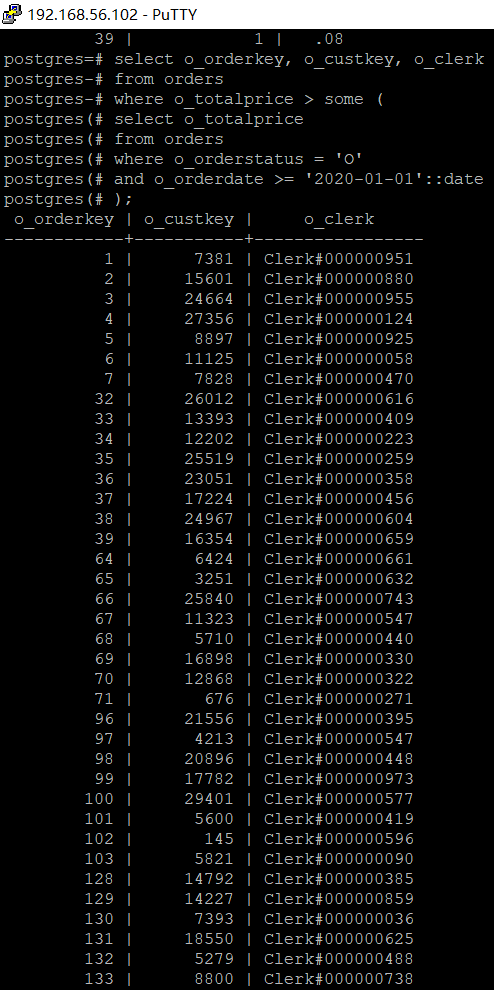 192.168.56.102 - PuTTY
39 | 1 | .08
postgres=# select o_orderkey, o_custkey, o_clerk
postgres-# from orders
postgres-# where o_totalprice > some (
postgres(# select o_totalprice
postgres(# from orders
postgres(# where o_orderstatus = 'O'
postgres(# and o_orderdate >= '2020-01-01'::date
postgres(# );
o_orderkey | o_custkey | o_clerk
------------+-----------+-----------------
1 | 7381 | Clerk#000000951
2 | 15601 | Clerk#000000880
3 | 24664 | Clerk#000000955
4 | 27356 | Clerk#000000124
5 | 8897 | Clerk#000000925
6 | 11125 | Clerk#000000058
7 | 7828 | Clerk#000000470
32 | 26012 | Clerk#000000616
33 | 13393 | Clerk#000000409
34 | 12202 | Clerk#000000223
35 | 25519 | Clerk#000000259
36 | 23051 | Clerk#000000358
37 | 17224 | Clerk#000000456
38 | 24967 | Clerk#000000604
39 | 16354 | Clerk#000000659
64 | 6424 | Clerk#000000661
65 | 3251 | Clerk#000000632
66 | 25840 | Clerk#000000743
67 | 11323 | Clerk#000000547
68 | 5710 | Clerk#000000440
69 | 16898 | Clerk#000000330
70 | 12868 | Clerk#000000322
71 | 676 | Clerk#000000271
96 | 21556 | Clerk#000000395
97 | 4213 | Clerk#000000547
98 | 20896 | Clerk#000000448
99 | 17782 | Clerk#000000973
100 | 29401 | Clerk#000000577
101 | 5600 | Clerk#000000419
102 | 145 | Clerk#000000596
103 | 5821 | Clerk#000000090
128 | 14792 | Clerk#000000385
129 | 14227 | Clerk#000000859
130 | 7393 | Clerk#000000036
131 | 18550 | Clerk#000000625
132 | 5279 | Clerk#000000488
133 | 8800 | Clerk#000000738